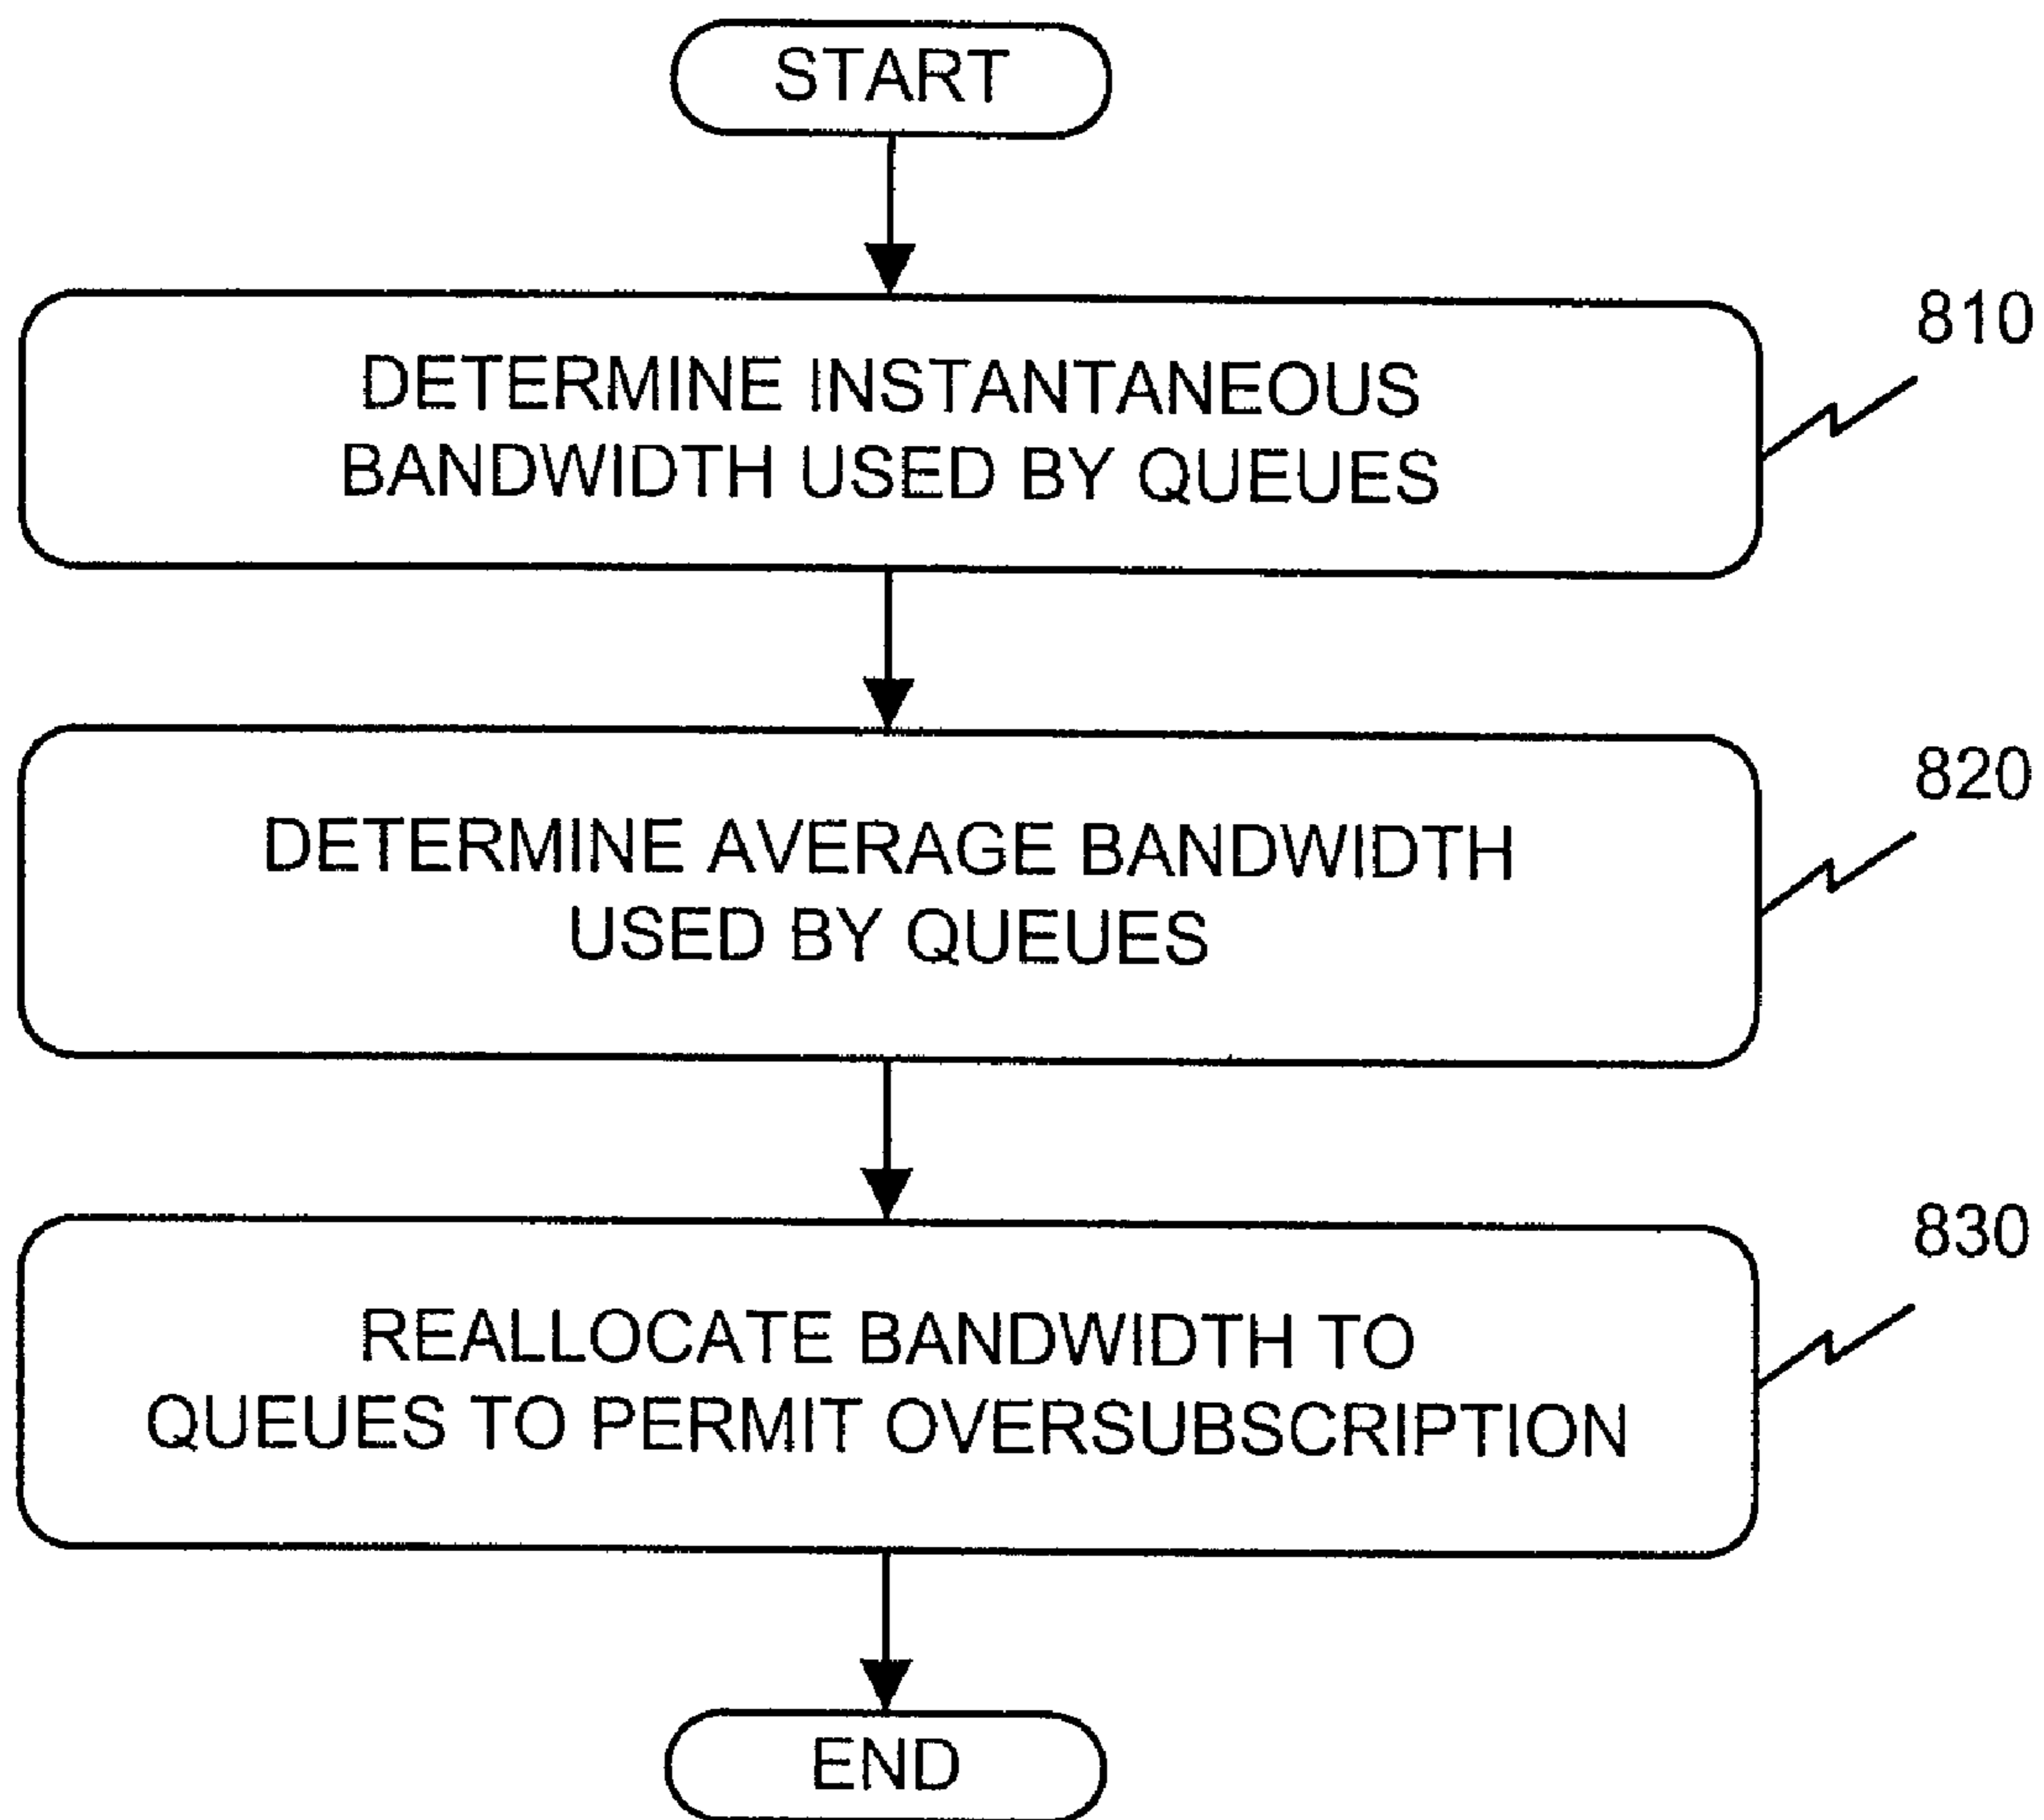 START
DETERMINE INSTANTANEOUS
BANDWIDTH USED BY QUEUES
810
DETERMINE AVERAGE BANDWIDTH
USED BY QUEUES
820
REALLOCATE BANDWIDTH TO
QUEUES TO PERMIT OVERSUBSCRIPTION
830
END